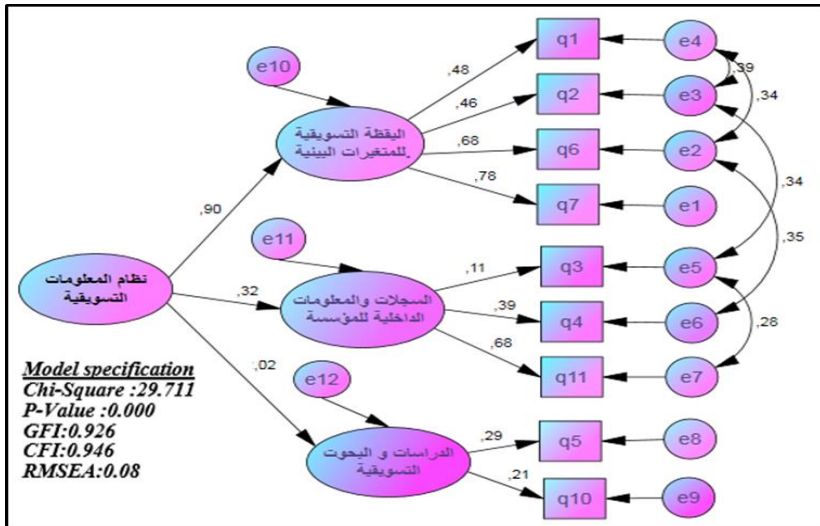 q1
e4
,39
e10
,48
q2
e3
,46
,34
اليقظة التسويقية
للمتغيرات البينية
,68
q6
e2
,78
q7
e1
,34
,90
,35
e11
,11
q3
e5
نظام المعلومات
التسويقية
,32
السجلات والمعلومات
الداخلية للمؤسسة
,39
q4
e6
,28
,68
q11
e7
,02
e12
Model specification
Chi-Square :29.711
P-Value :0.000
GFI:0.926
CFI:0.946
RMSEA:0.08
الدراسات و البحوث
التسويقية
,29
q5
e8
,21
q10
e9